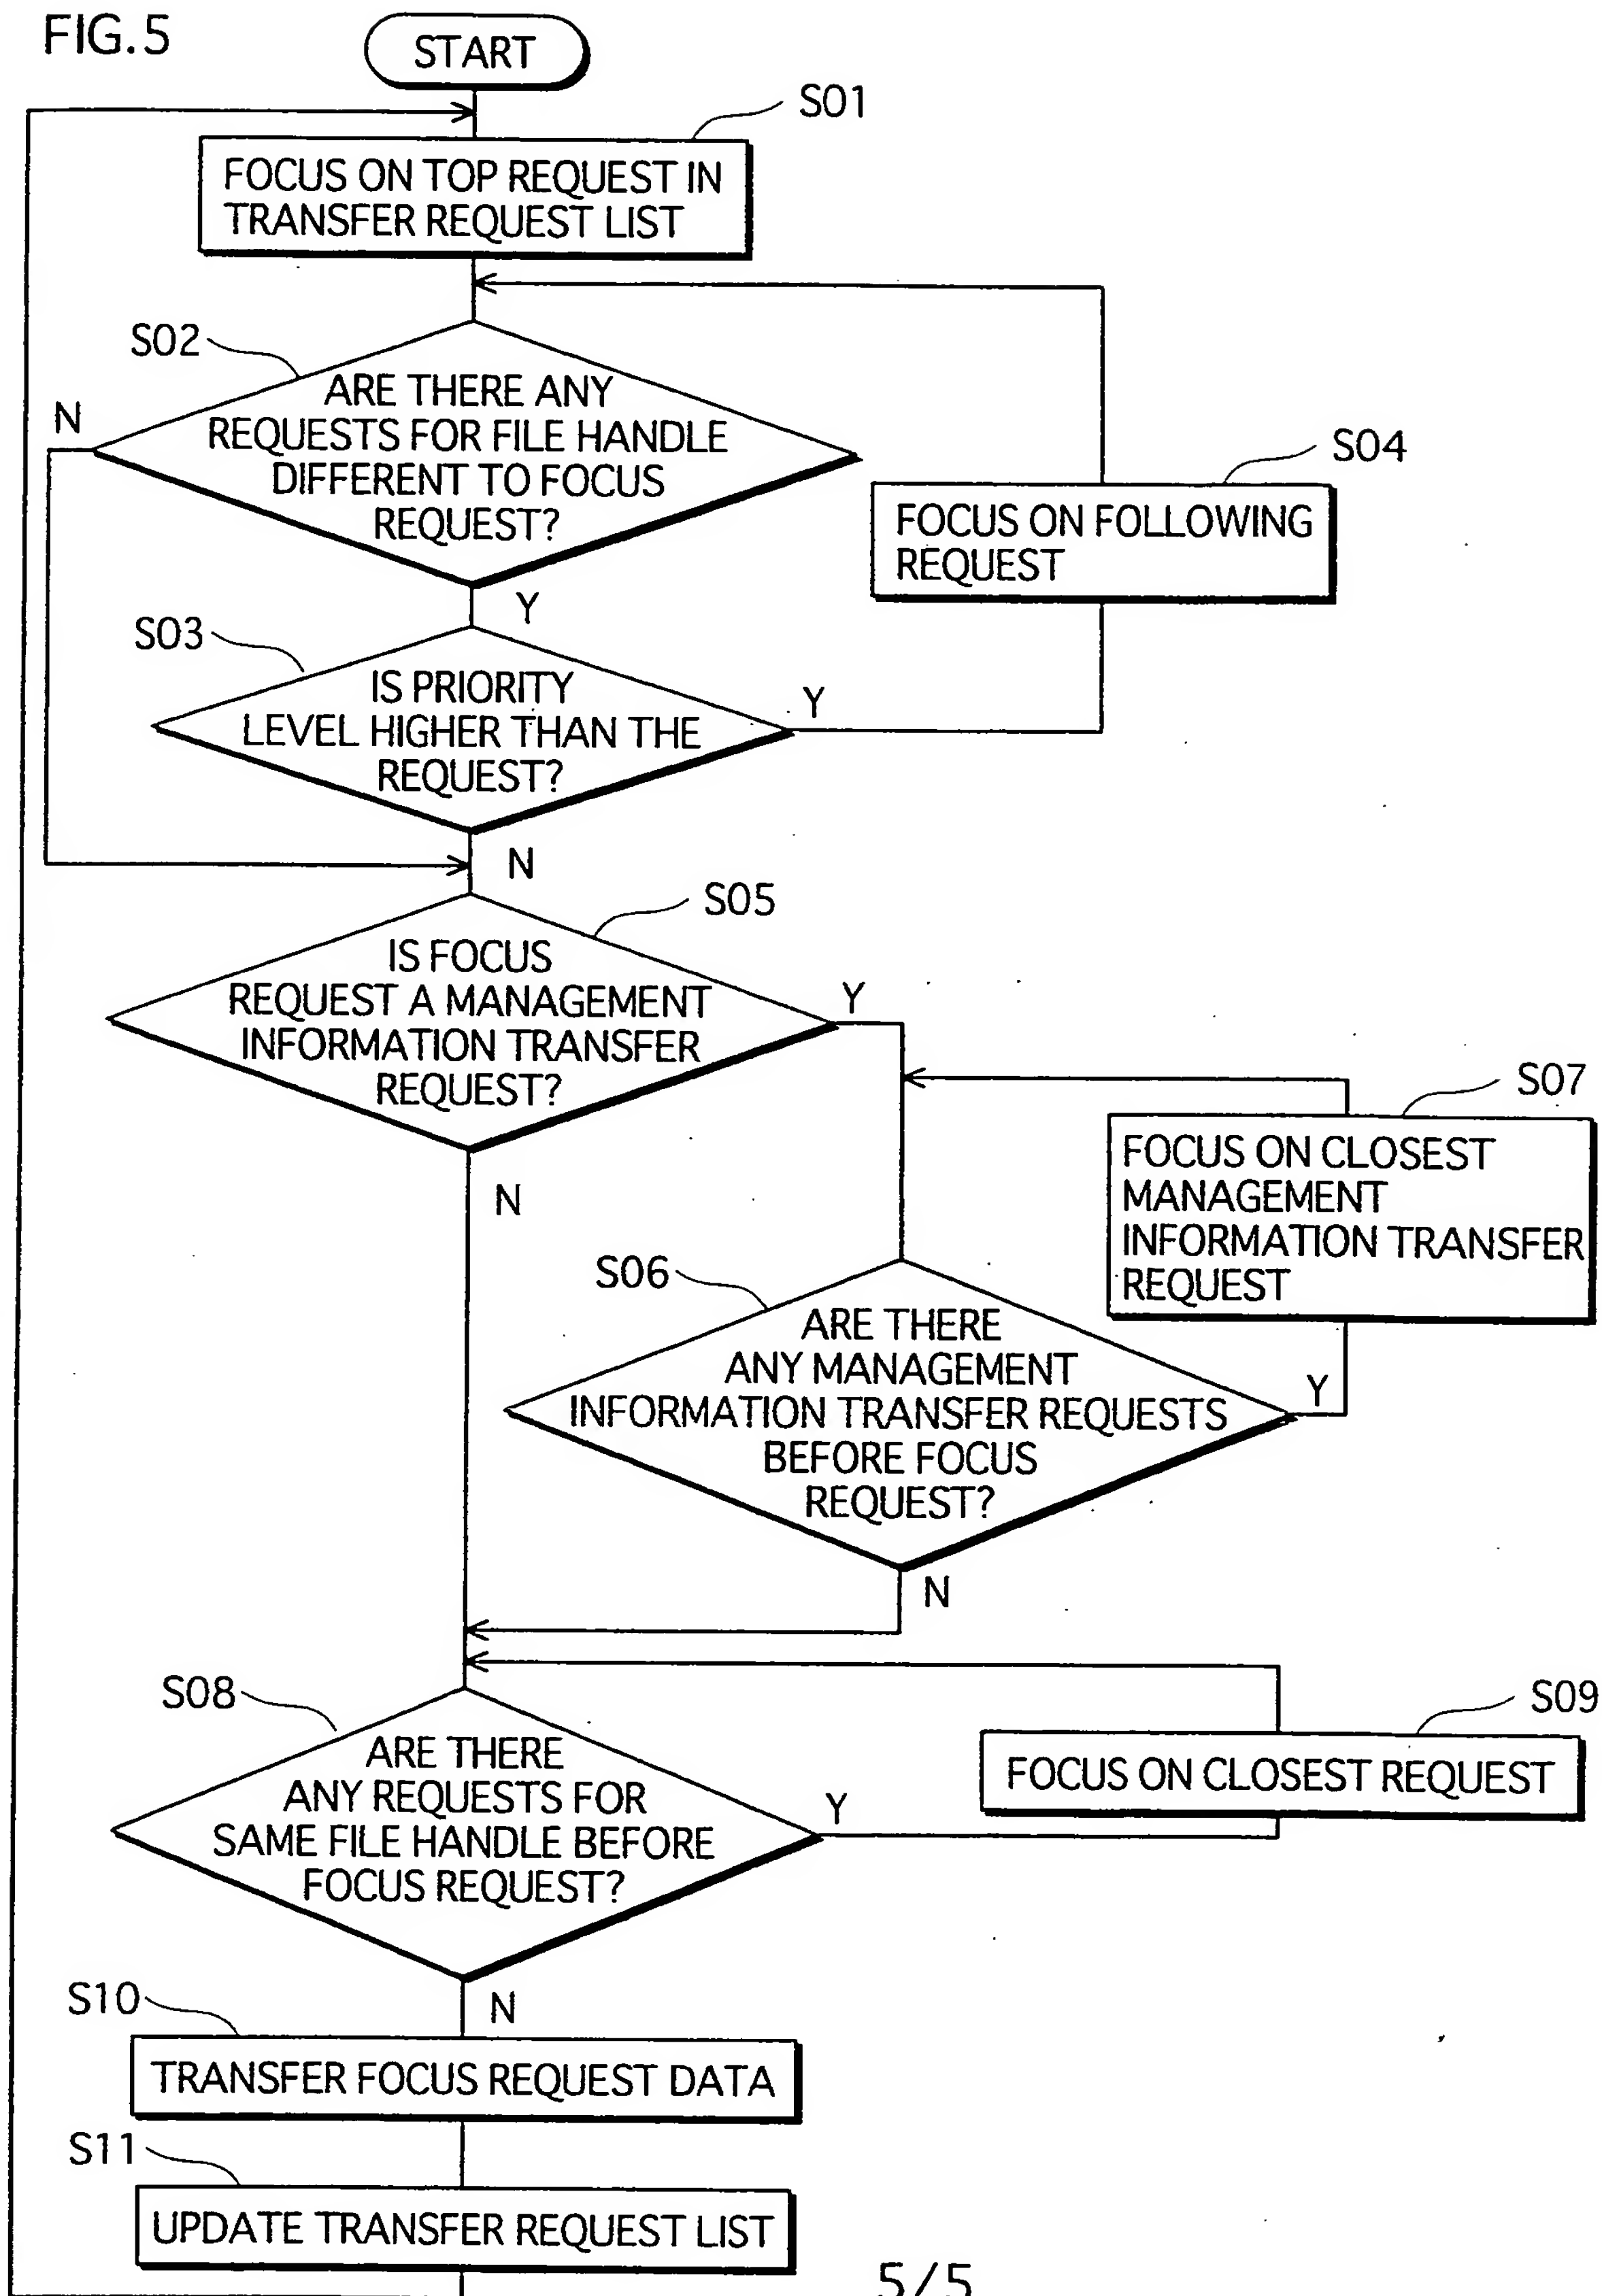 FIG.5
START
S01
FOCUS ON TOP REQUEST IN
TRANSFER REQUEST LIST
S02
ARE THERE ANY
REQUESTS FOR FILE HANDLE
DIFFERENT TO FOCUS
REQUEST?
N
Y
S04
FOCUS ON FOLLOWING
REQUEST
S03
IS PRIORITY
LEVEL HIGHER THAN THE
REQUEST?
Y
N
S05
IS FOCUS
REQUEST A MANAGEMENT
INFORMATION TRANSFER
REQUEST?
Y
N
S07
FOCUS ON CLOSEST
MANAGEMENT
INFORMATION TRANSFER
REQUEST
S06
ARE THERE
ANY MANAGEMENT
INFORMATION TRANSFER REQUESTS
BEFORE FOCUS
REQUEST?
Y
N
S08
ARE THERE
ANY REQUESTS FOR
SAME FILE HANDLE BEFORE
FOCUS REQUEST?
Y
N
S09
FOCUS ON CLOSEST REQUEST
S10
TRANSFER FOCUS REQUEST DATA
S11
UPDATE TRANSFER REQUEST LIST
5/5